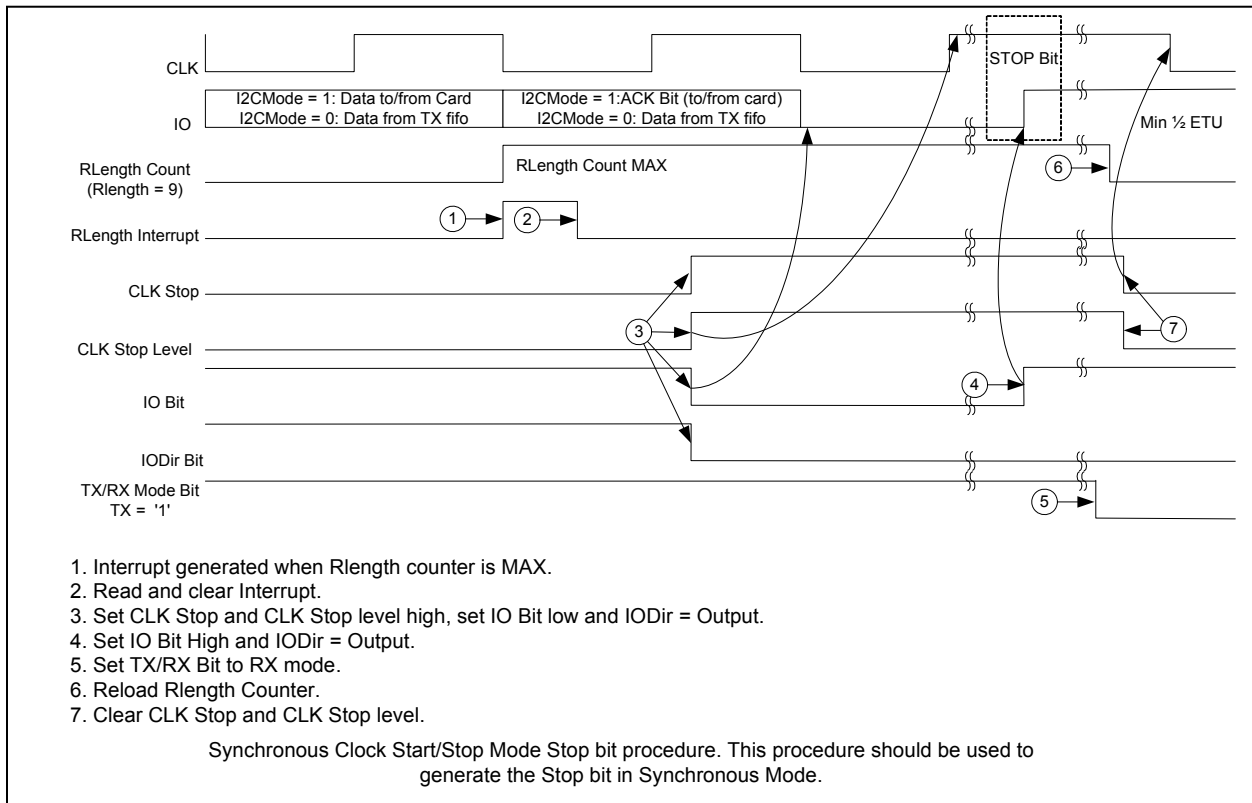 CLK
STOP Bit
IO
I2CMode = 1: Data to/from Card
I2CMode = 0: Data from TX fifo
I2CMode = 1:ACK Bit (to/from card)
I2CMode = 0: Data from TX fifo
Min ½ ETU
RLength Count
(Rlength = 9)
RLength Count MAX
6
1
2
RLength Interrupt
CLK Stop
3
7
CLK Stop Level
4
IO Bit
IODir Bit
TX/RX Mode Bit
TX = '1'
5
1. Interrupt generated when Rlength counter is MAX.
2. Read and clear Interrupt.
3. Set CLK Stop and CLK Stop level high, set IO Bit low and IODir = Output.
4. Set IO Bit High and IODir = Output.
5. Set TX/RX Bit to RX mode.
6. Reload Rlength Counter.
7. Clear CLK Stop and CLK Stop level.
Synchronous Clock Start/Stop Mode Stop bit procedure. This procedure should be used to
generate the Stop bit in Synchronous Mode.